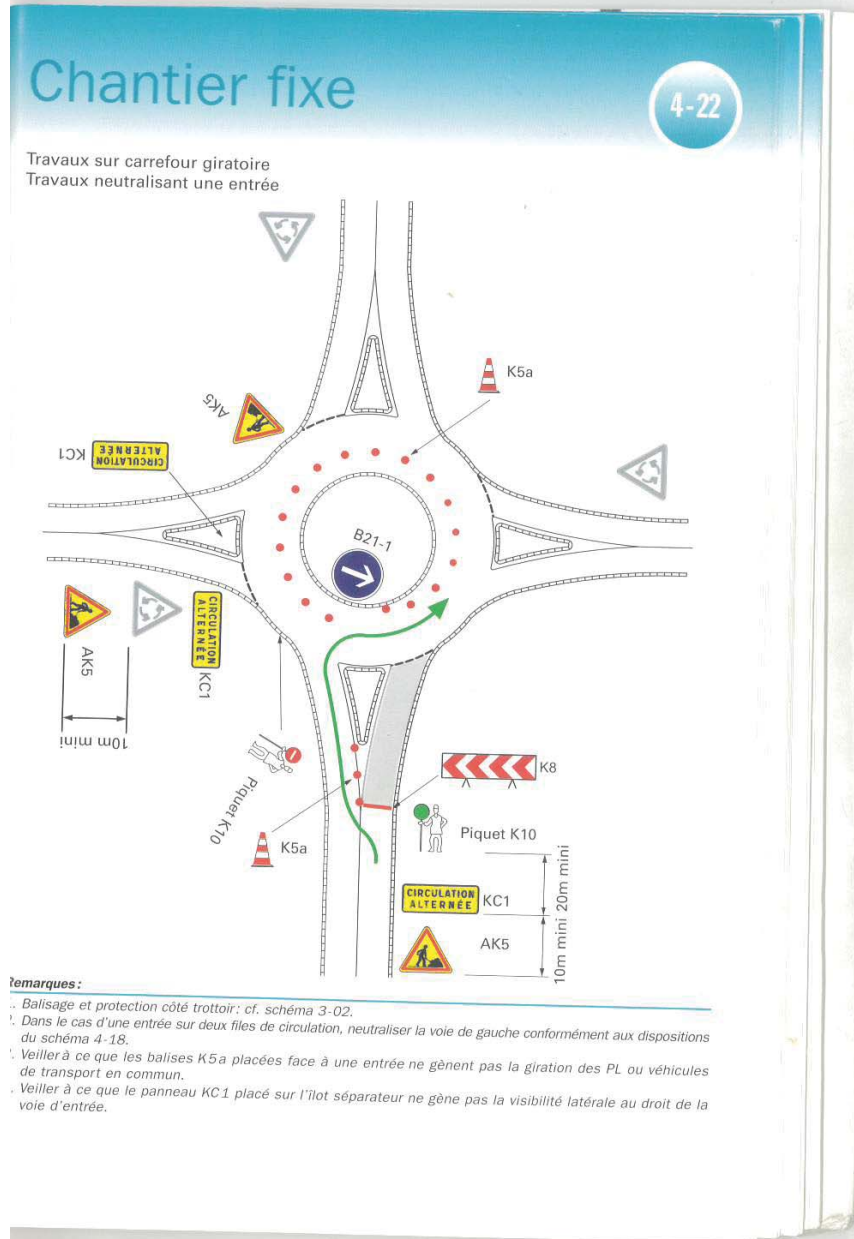 Chantier fixe
4-22
Travaux sur carrefour giratoire
Travaux neutralisant une entrée
K5a
AK5
KC1
CIRCULATION
ALTERNÉE
B21-1
CIRCULATION
ALTERNÉE
KC1
AK5
10m mini
Piquet K10
K8
K5a
Piquet K10
CIRCULATION
ALTERNÉE
KC1
AK5
10m mini 20m mini
Remarques :
. Balisage et protection côté trottoir: cf. schéma 3-02.
. Dans le cas d'une entrée sur deux files de circulation, neutraliser la voie de gauche conformément aux dispositions
du schéma 4-18.
. Veiller à ce que les balises K5a placées face à une entrée ne gènent pas la giration des PL ou véhicules
de transport en commun.
. Veiller à ce que le panneau KC1 placé sur l'îlot séparateur ne gène pas la visibilité latérale au droit de la
voie d'entrée.